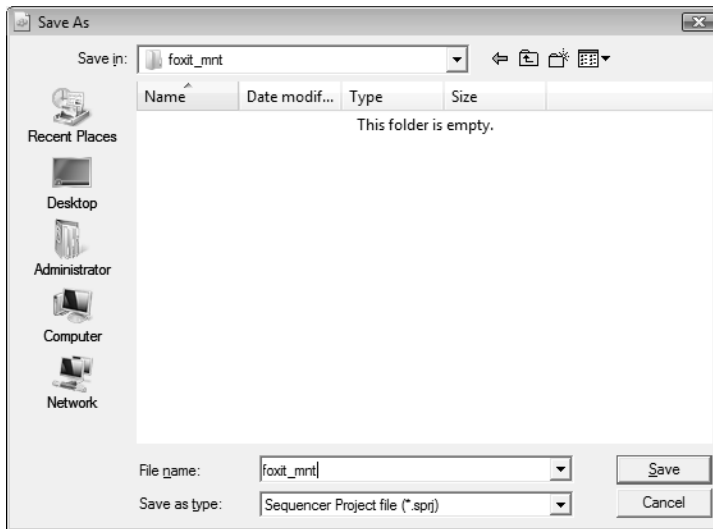 Save As
Save in:
foxit_mnt
Name
Date modif...
Type
Size
This folder is empty.
Recent Places
Desktop
Administrator
Computer
Network
File name:
foxit_mnt
Save
Save as type:
Sequencer Project file (*.sprj)
Cancel